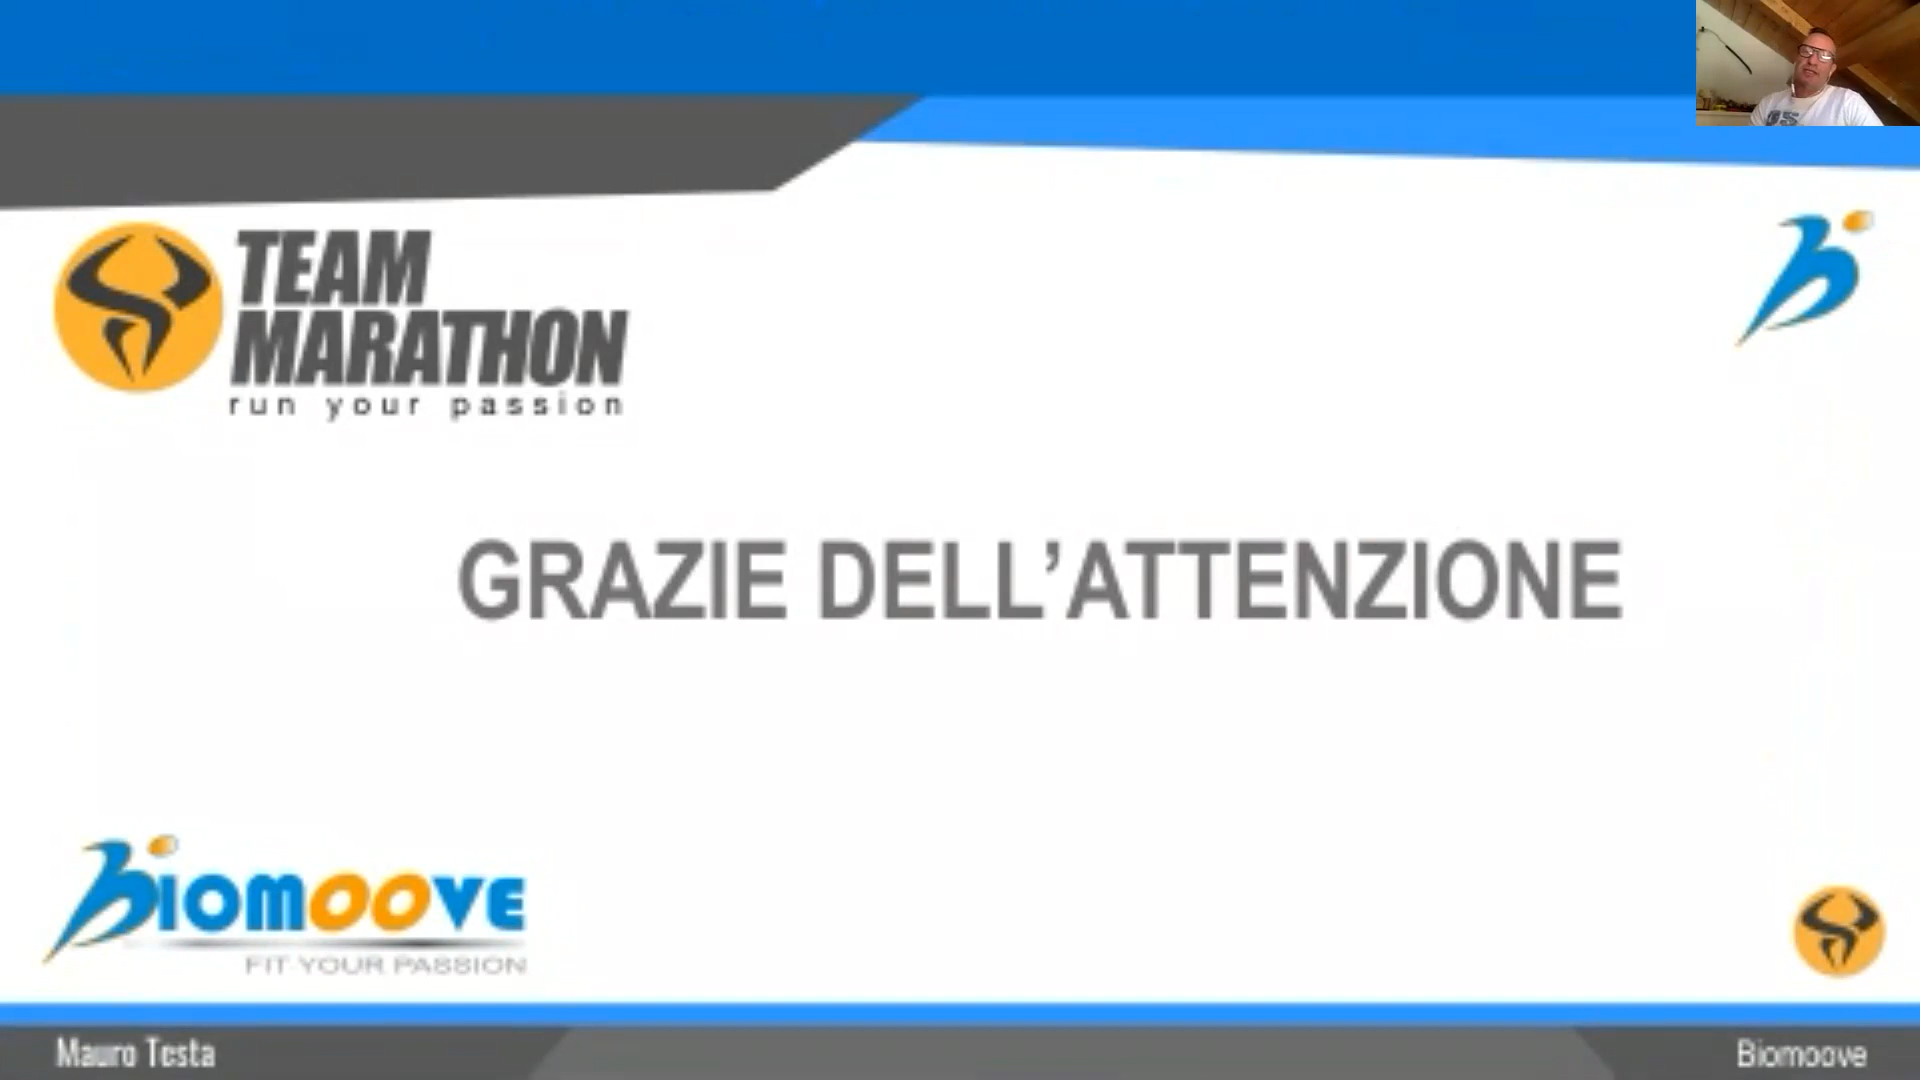 TEAM
MARATHON
run your passion
GRAZIE DELL’ATTENZIONE
BIOMOOVE
FIT YOUR PASSION
Mauro Testa
Biomoove